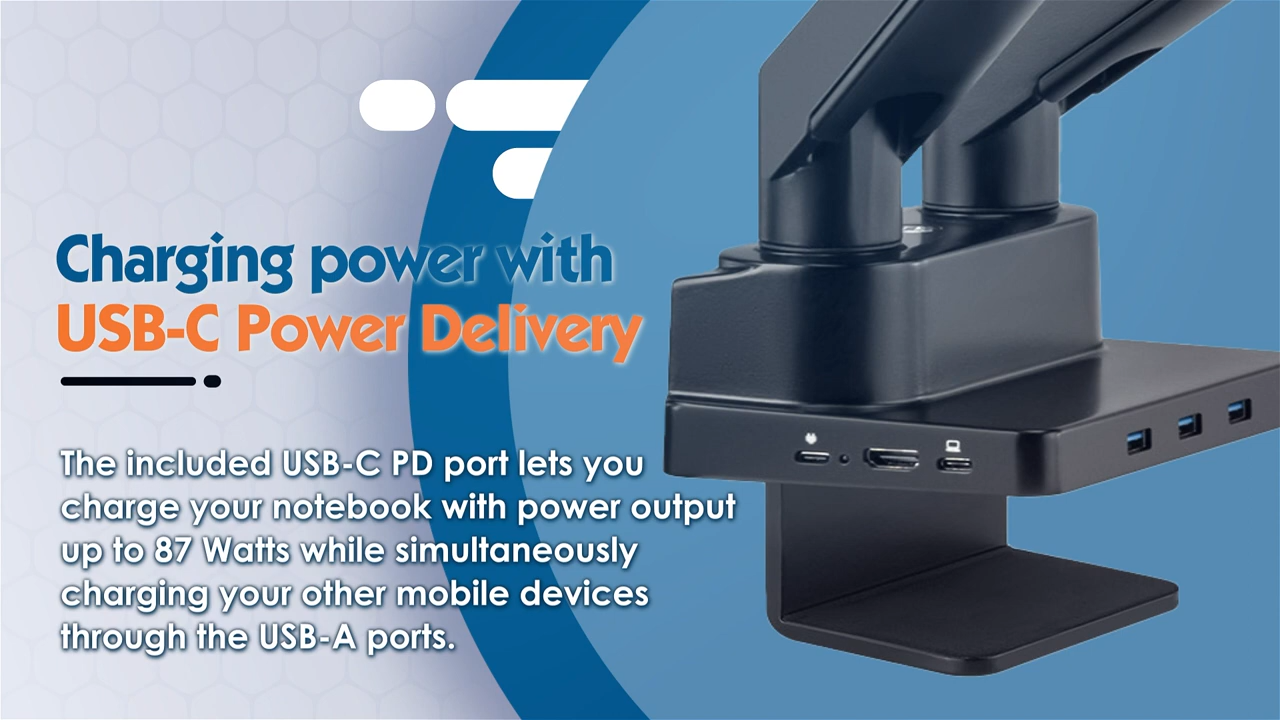 Charging power with
USB-C Power Delivery
The included USB-C PD port lets you
charge your notebook with power output
up to 87 Watts while simultaneously
charging your other mobile devices
through the USB-A ports.